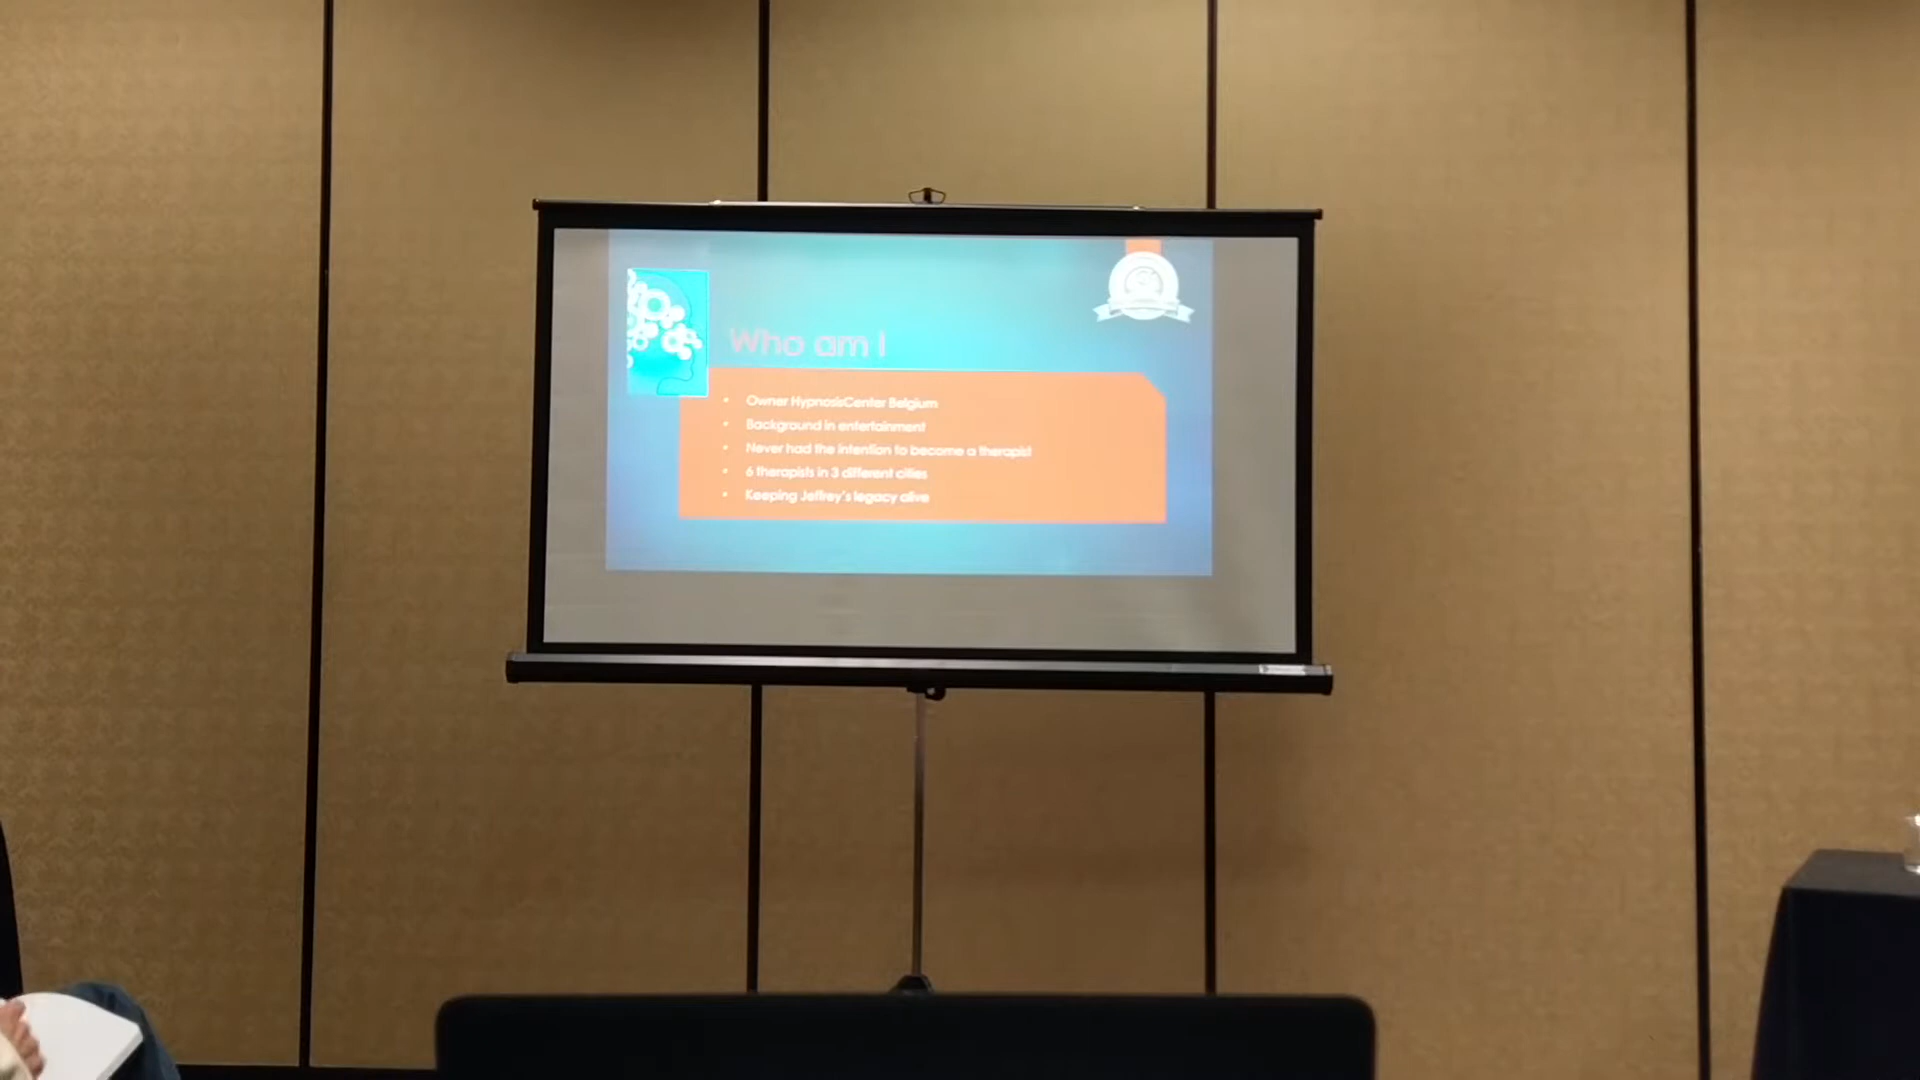 Who am I
• Owner HypnosisCenter Belgium
• Background in entertainment
• Never had the intention to become a therapist
• 6 therapists in 3 different cities
• Keeping Jeffrey's legacy alive